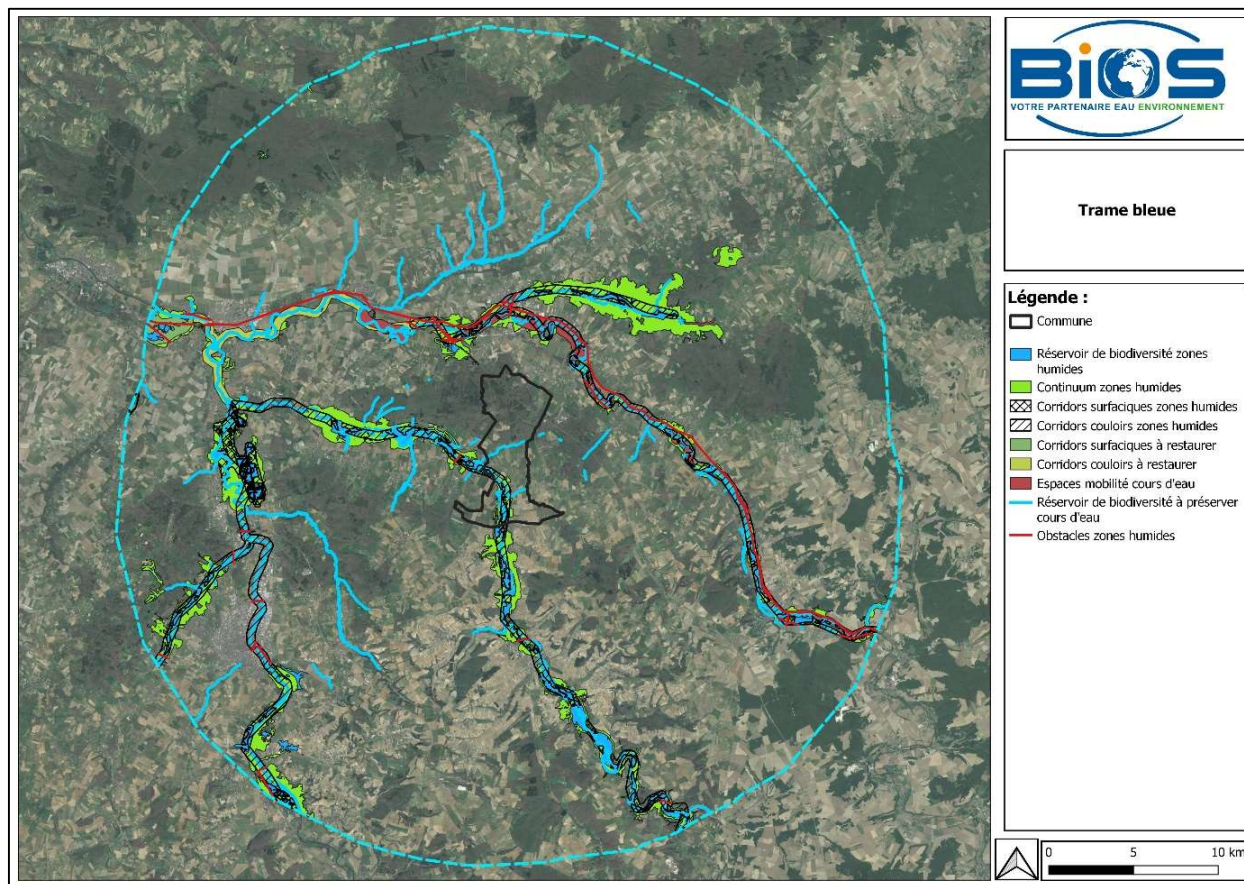 BiOS
VOTRE PARTENAIRE EAU ENVIRONNEMENT
Trame bleue
Légende :
Commune
Réservoir de biodiversité zones
humides
Continuum zones humides
Corridors surfaciques zones humides
Corridors couloirs zones humides
Corridors surfaciques à restaurer
Corridors couloirs à restaurer
Espaces mobilité cours d'eau
Réservoir de biodiversité à préserver
cours d'eau
Obstacles zones humides
0 5 10 km